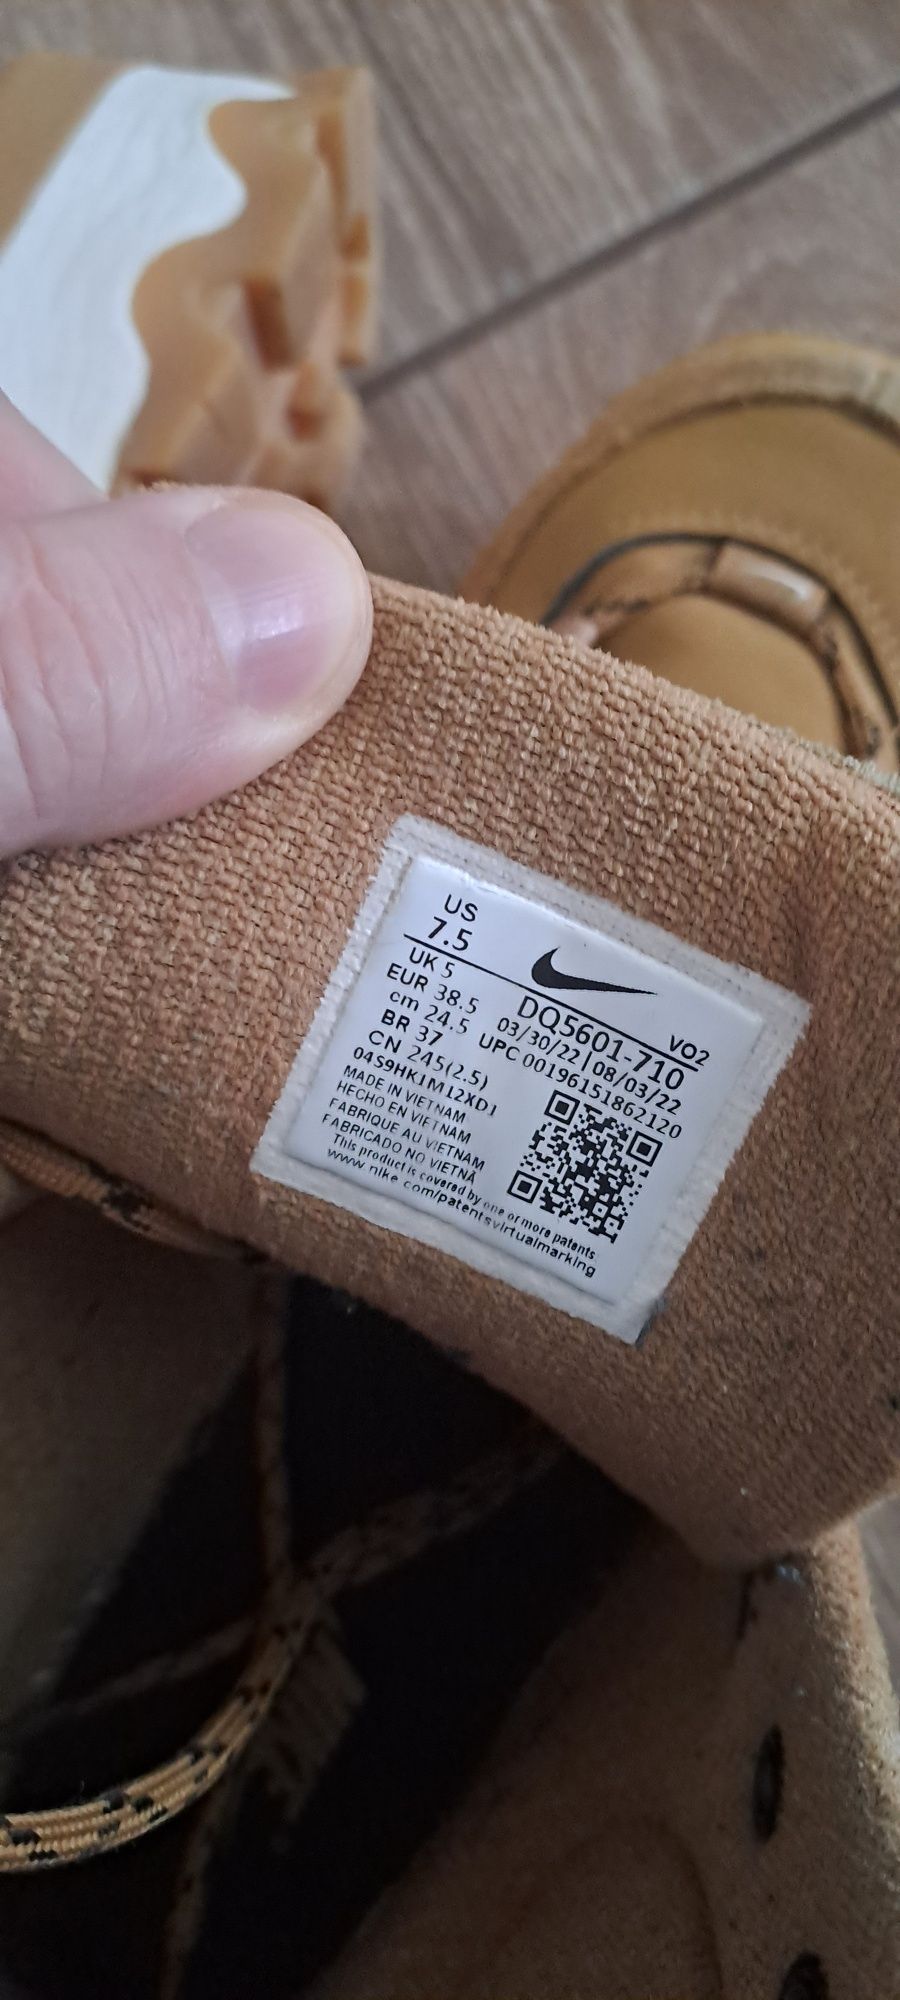 US
7.5
UK 5
EUR 38.5
cm 24.5
BR 37
CN 245(2.5)
04S9HK1M12XD1
VO2
DQ5601-710
03/30/22 | 08/03/22
UPC 00196151862120
MADE IN VIETNAM
HECHO EN VIETNAM
FABRIQUE AU VIETNAM
FABRICADO NO VIETNÃ
This product is covered by one or more patents
www.nike.com/patentsvirtualmarking